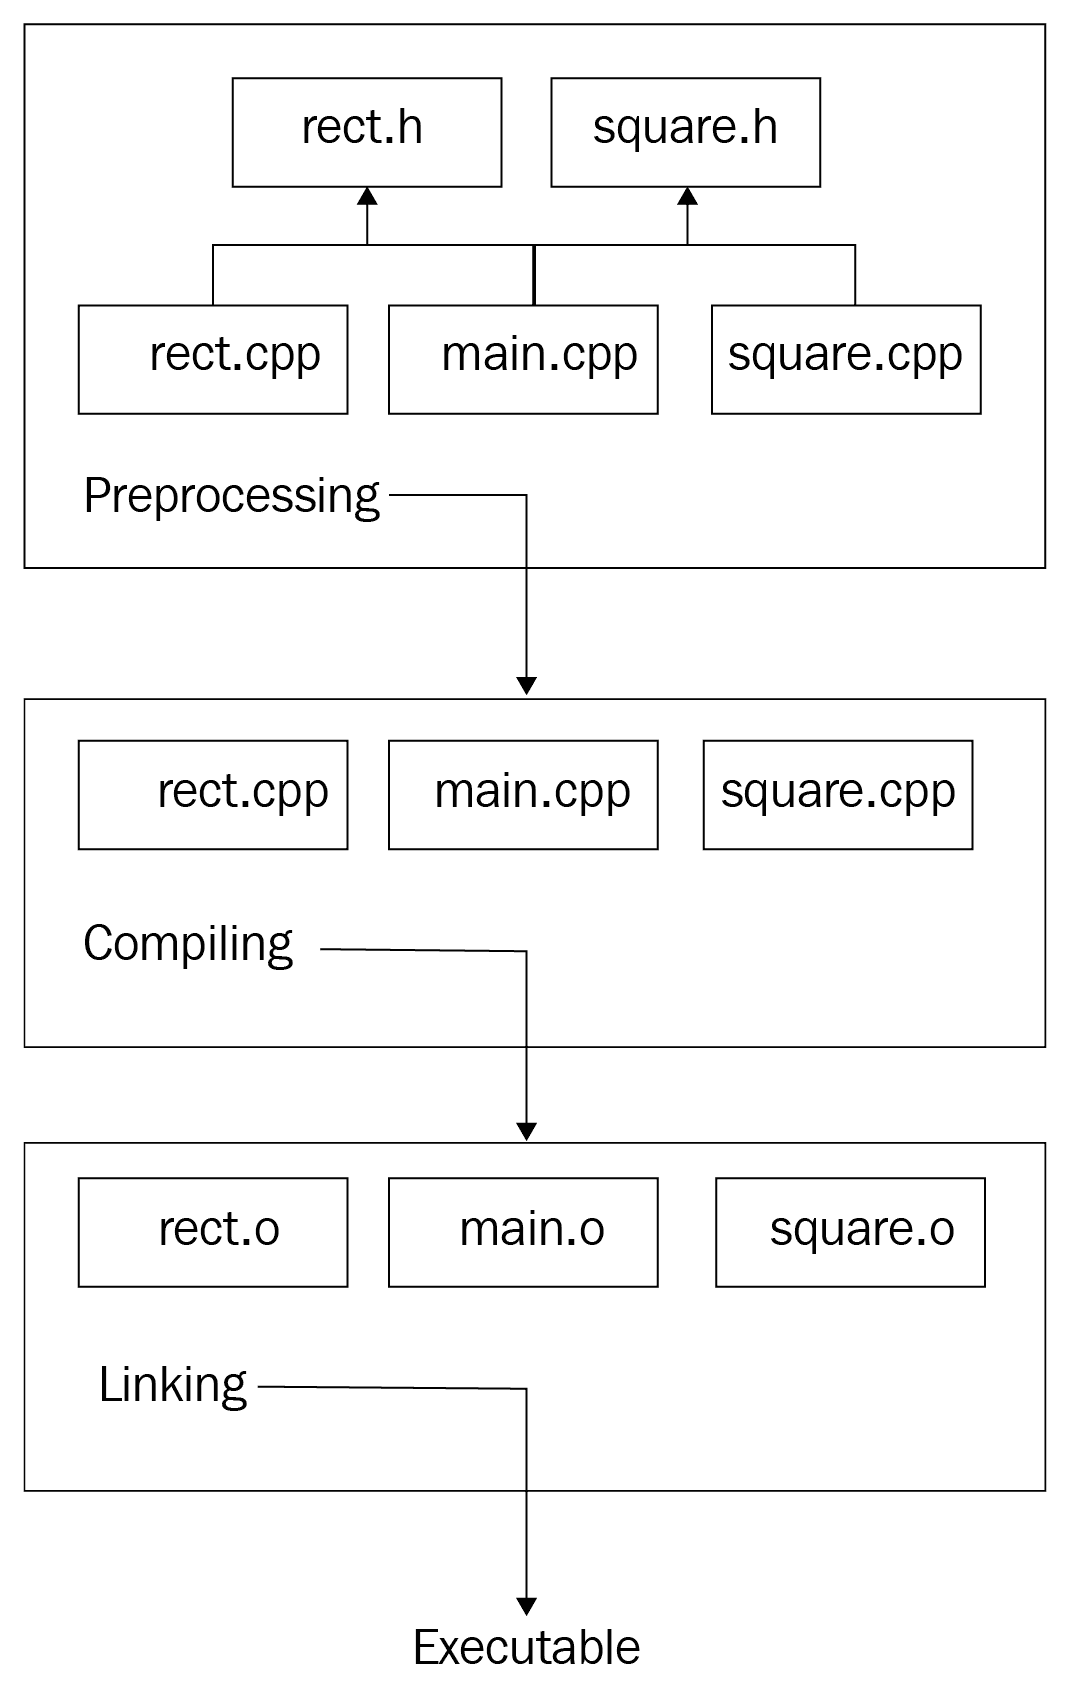 rect.h
square.h
rect.cpp
main.cpp
square.cpp
Preprocessing
rect.cpp
main.cpp
square.cpp
Compiling
rect.o
main.o
square.o
Linking
Executable